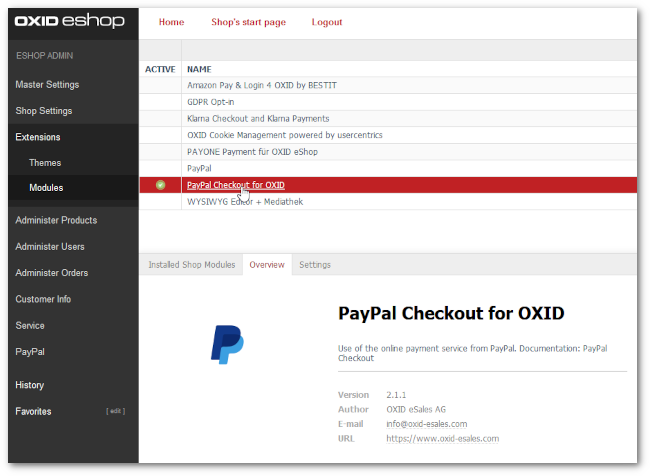 OXID eshop
Home Shop's start page Logout
ESHOP ADMIN
Master Settings
Shop Settings
Extensions
Themes
Modules
Administer Products
Administer Users
Administer Orders
Customer Info
Service
PayPal
History
Favorites [ edit ]
ACTIVE NAME
Amazon Pay & Login 4 OXID by BESTIT
GDPR Opt-in
Klarna Checkout and Klarna Payments
OXID Cookie Management powered by usercentrics
PAYONE Payment für OXID eShop
PayPal
PayPal Checkout for OXID
WYSIWYG Editor + Mediathek
Installed Shop Modules Overview Settings
PayPal Checkout for OXID
Use of the online payment service from PayPal. Documentation: PayPal
Checkout
Version 2.1.1
Author OXID eSales AG
E-mail info@oxid-esales.com
URL https://www.oxid-esales.com